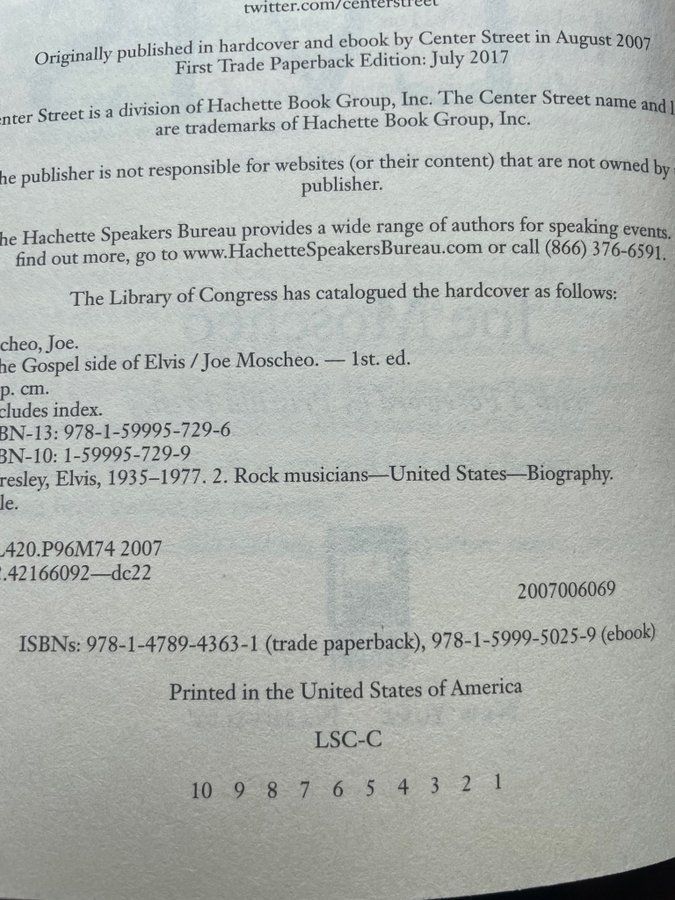 twitter.com/centerstreet
Originally published in hardcover and ebook by Center Street in August 2007
First Trade Paperback Edition: July 2017
enter Street is a division of Hachette Book Group, Inc. The Center Street name and l
are trademarks of Hachette Book Group, Inc.
he publisher is not responsible for websites (or their content) that are not owned by
publisher.
he Hachette Speakers Bureau provides a wide range of authors for speaking events.
find out more, go to www.HachetteSpeakersBureau.com or call (866) 376-6591.
The Library of Congress has catalogued the hardcover as follows:
cheo, Joe.
he Gospel side of Elvis / Joe Moscheo. — 1st. ed.
p. cm.
cludes index.
BN-13: 978-1-59995-729-6
BN-10: 1-59995-729-9
resley, Elvis, 1935–1977. 2. Rock musicians—United States—Biography.
le.
L420.P96M74 2007
.42166092—dc22
2007006069
ISBNs: 978-1-4789-4363-1 (trade paperback), 978-1-5999-5025-9 (ebook)
Printed in the United States of America
LSC-C
10 9 8 7 6 5 4 3 2 1